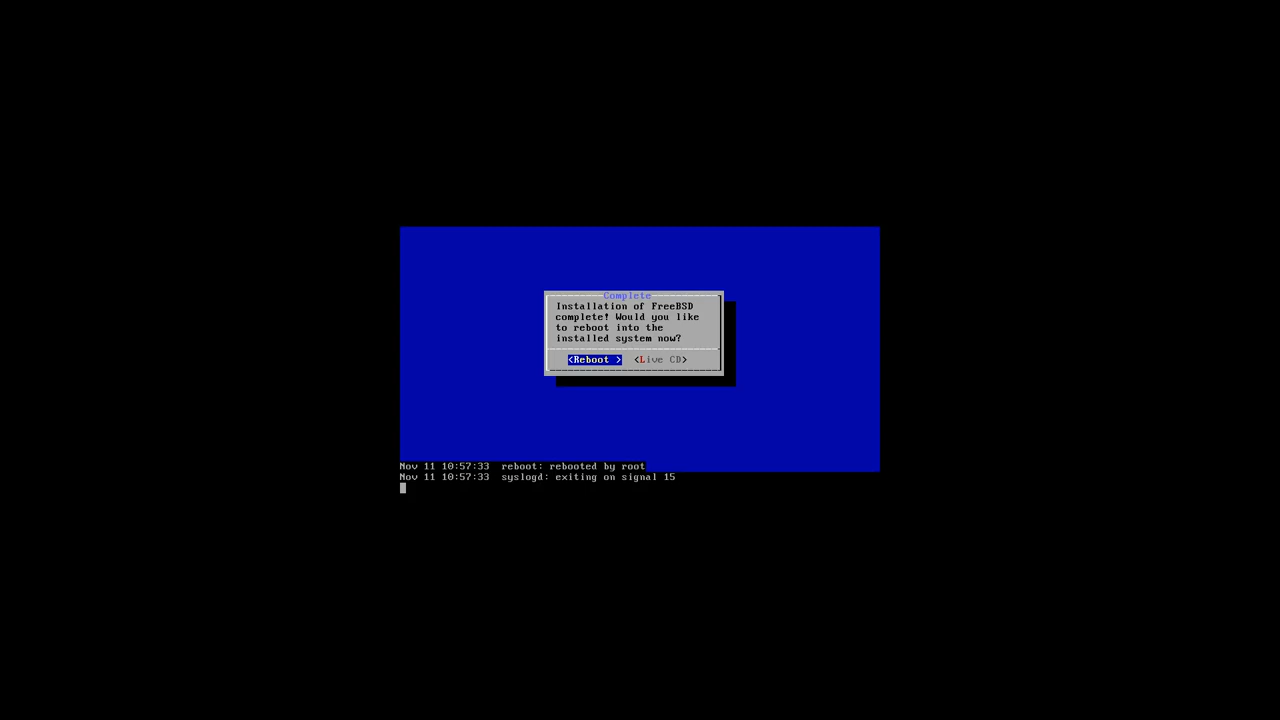 Complete
Installation of FreeBSD
complete! Would you like
to reboot into the
installed system now?
<Reboot > <Live CD>
Nov 11 10:57:33 reboot: rebooted by root
Nov 11 10:57:33 syslogd: exiting on signal 15